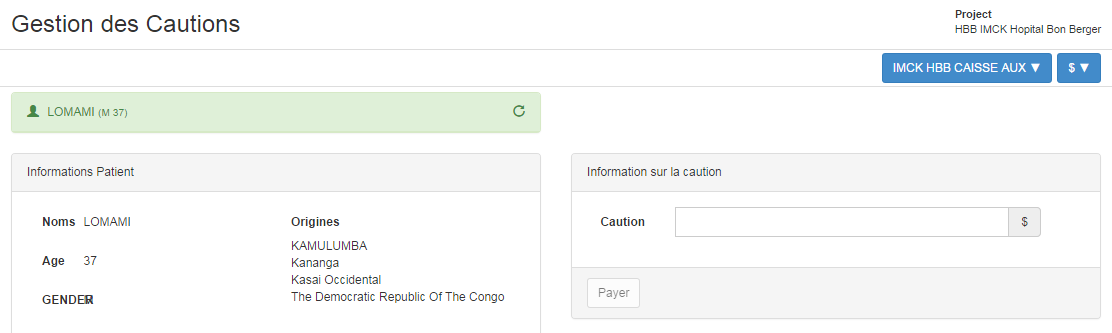 Gestion des Cautions
Project
HBB IMCK Hopital Bon Berger
IMCK HBB CAISSE AUX ▼
$ ▼
LOMAMI (M 37)
Informations Patient
Noms LOMAMI
Age 37
GENDER
Origines
KAMULUMBA
Kananga
Kasai Occidental
The Democratic Republic Of The Congo
Information sur la caution
Caution
$
Payer